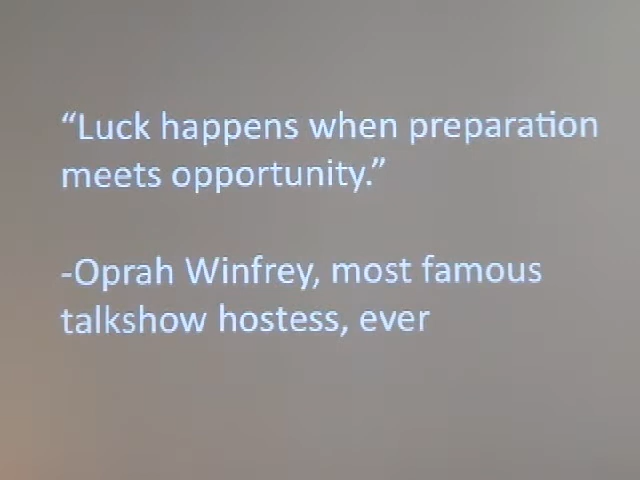 “Luck happens when preparation
meets opportunity.”
-Oprah Winfrey, most famous
talkshow hostess, ever